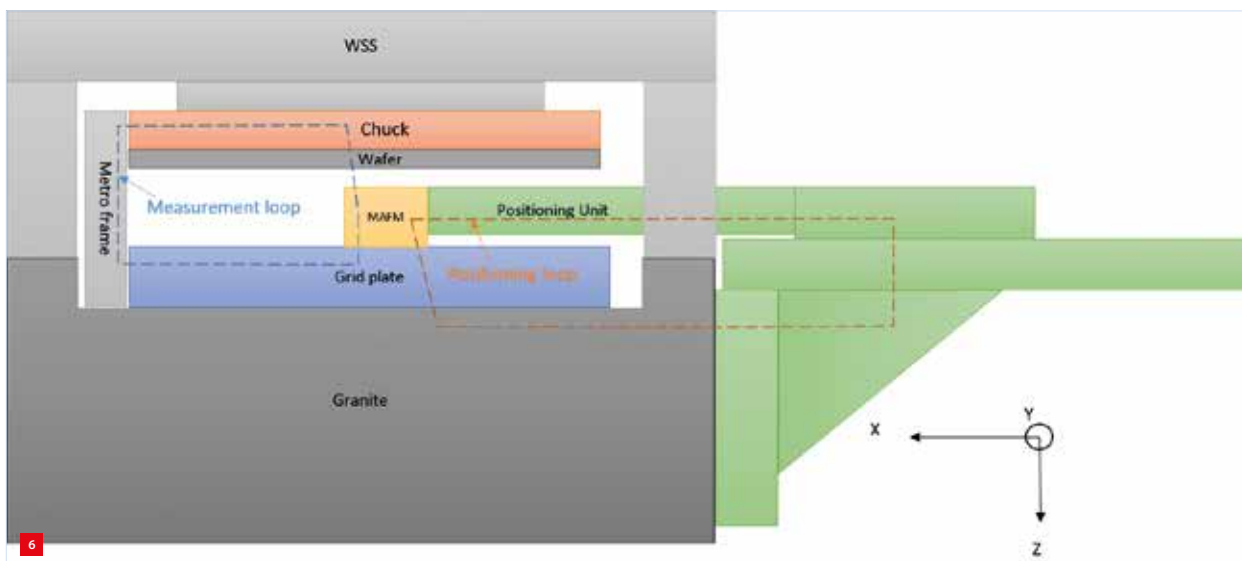 WSS
Chuck
Wafer
Metro frame
Measurement loop
MAFM
Positioning Unit
Positioning loop
Grid plate
Granite
Y
X
Z
6